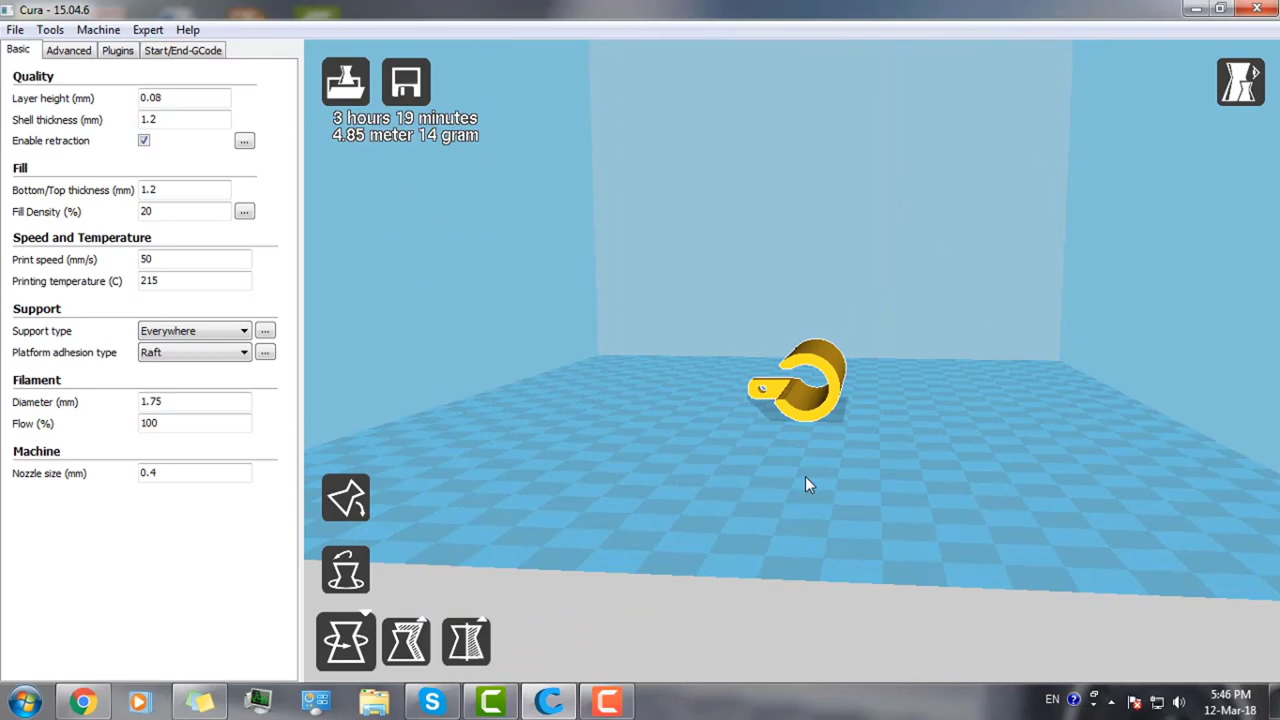 Cura - 15.04.6
File Tools Machine Expert Help
Basic Advanced Plugins Start/End-GCode
Quality
Layer height (mm) 0.08
Shell thickness (mm) 1.2
Enable retraction ...
Fill
Bottom/Top thickness (mm) 1.2
Fill Density (%) 20 ...
Speed and Temperature
Print speed (mm/s) 50
Printing temperature (C) 215
Support
Support type Everywhere ...
Platform adhesion type Raft ...
Filament
Diameter (mm) 1.75
Flow (%) 100
Machine
Nozzle size (mm) 0.4
3 hours 19 minutes
4.85 meter 14 gram
EN
5:46 PM
12-Mar-18